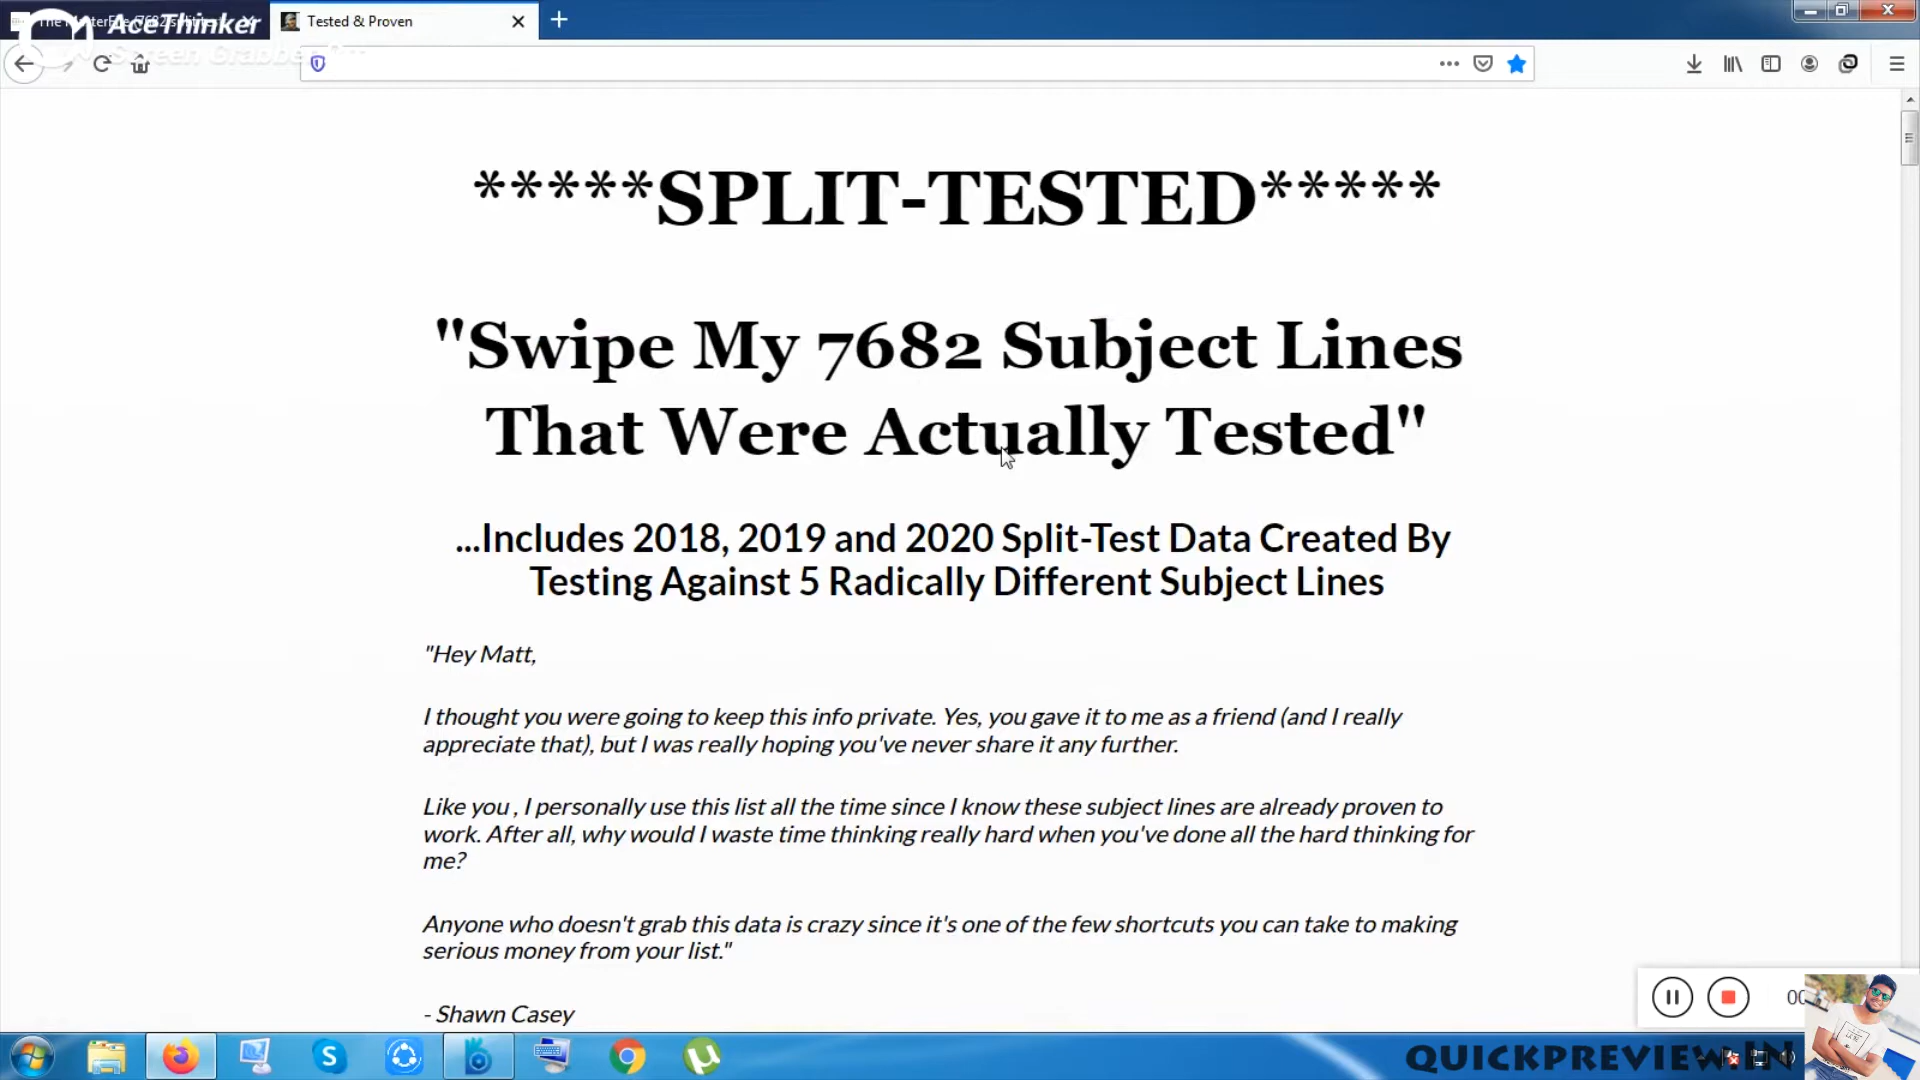 AceThinker
Screen Grabber
Tested & Proven
*****SPLIT-TESTED*****
"Swipe My 7682 Subject Lines
That Were Actually Tested"
...Includes 2018, 2019 and 2020 Split-Test Data Created By
Testing Against 5 Radically Different Subject Lines
"Hey Matt,
I thought you were going to keep this info private. Yes, you gave it to me as a friend (and I really
appreciate that), but I was really hoping you've never share it any further.
Like you , I personally use this list all the time since I know these subject lines are already proven to
work. After all, why would I waste time thinking really hard when you've done all the hard thinking for
me?
Anyone who doesn't grab this data is crazy since it's one of the few shortcuts you can take to making
serious money from your list."
- Shawn Casey
QUICKPREVIEW.IN